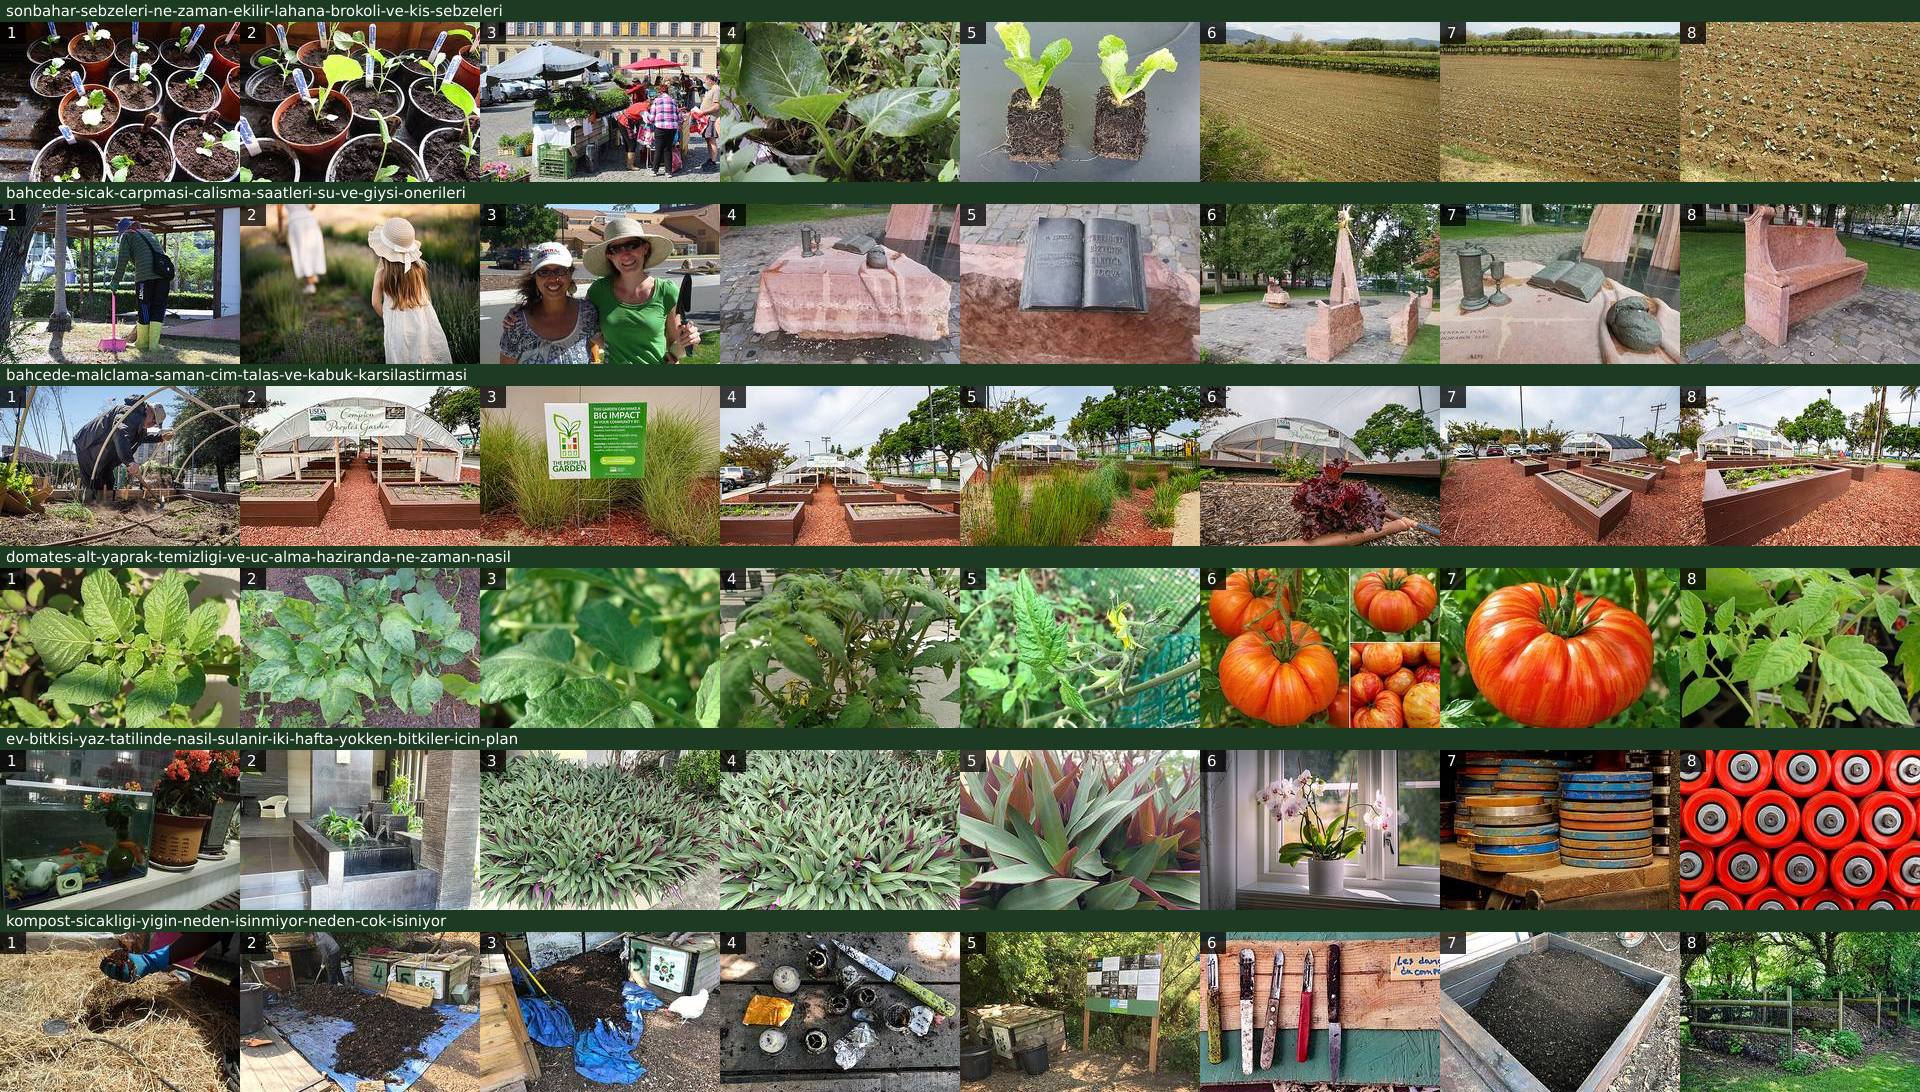 sonbahar-sebzeleri-ne-zaman-ekilir-lahana-brokoli-ve-kis-sebzeleri
1 2 3 4 5 6 7 8
bahcede-sicak-carpmasi-calisma-saatleri-su-ve-giysi-onerileri
1 2 3 4 5 6 7 8
bahcede-malclama-saman-cim-talas-ve-kabuk-karsilastirmasi
1 2 3 4 5 6 7 8
USDA
Compton
People's Garden
BIG IMPACT
THE PEOPLE'S
GARDEN
domates-alt-yaprak-temizligi-ve-uc-alma-haziranda-ne-zaman-nasil
1 2 3 4 5 6 7 8
ev-bitkisi-yaz-tatilinde-nasil-sulanir-iki-hafta-yokken-bitkiler-icin-plan
1 2 3 4 5 6 7 8
kompost-sicakligi-yigin-neden-isinmiyor-neden-cok-isiniyor
1 2 3 4 5 6 7 8
4 5
5